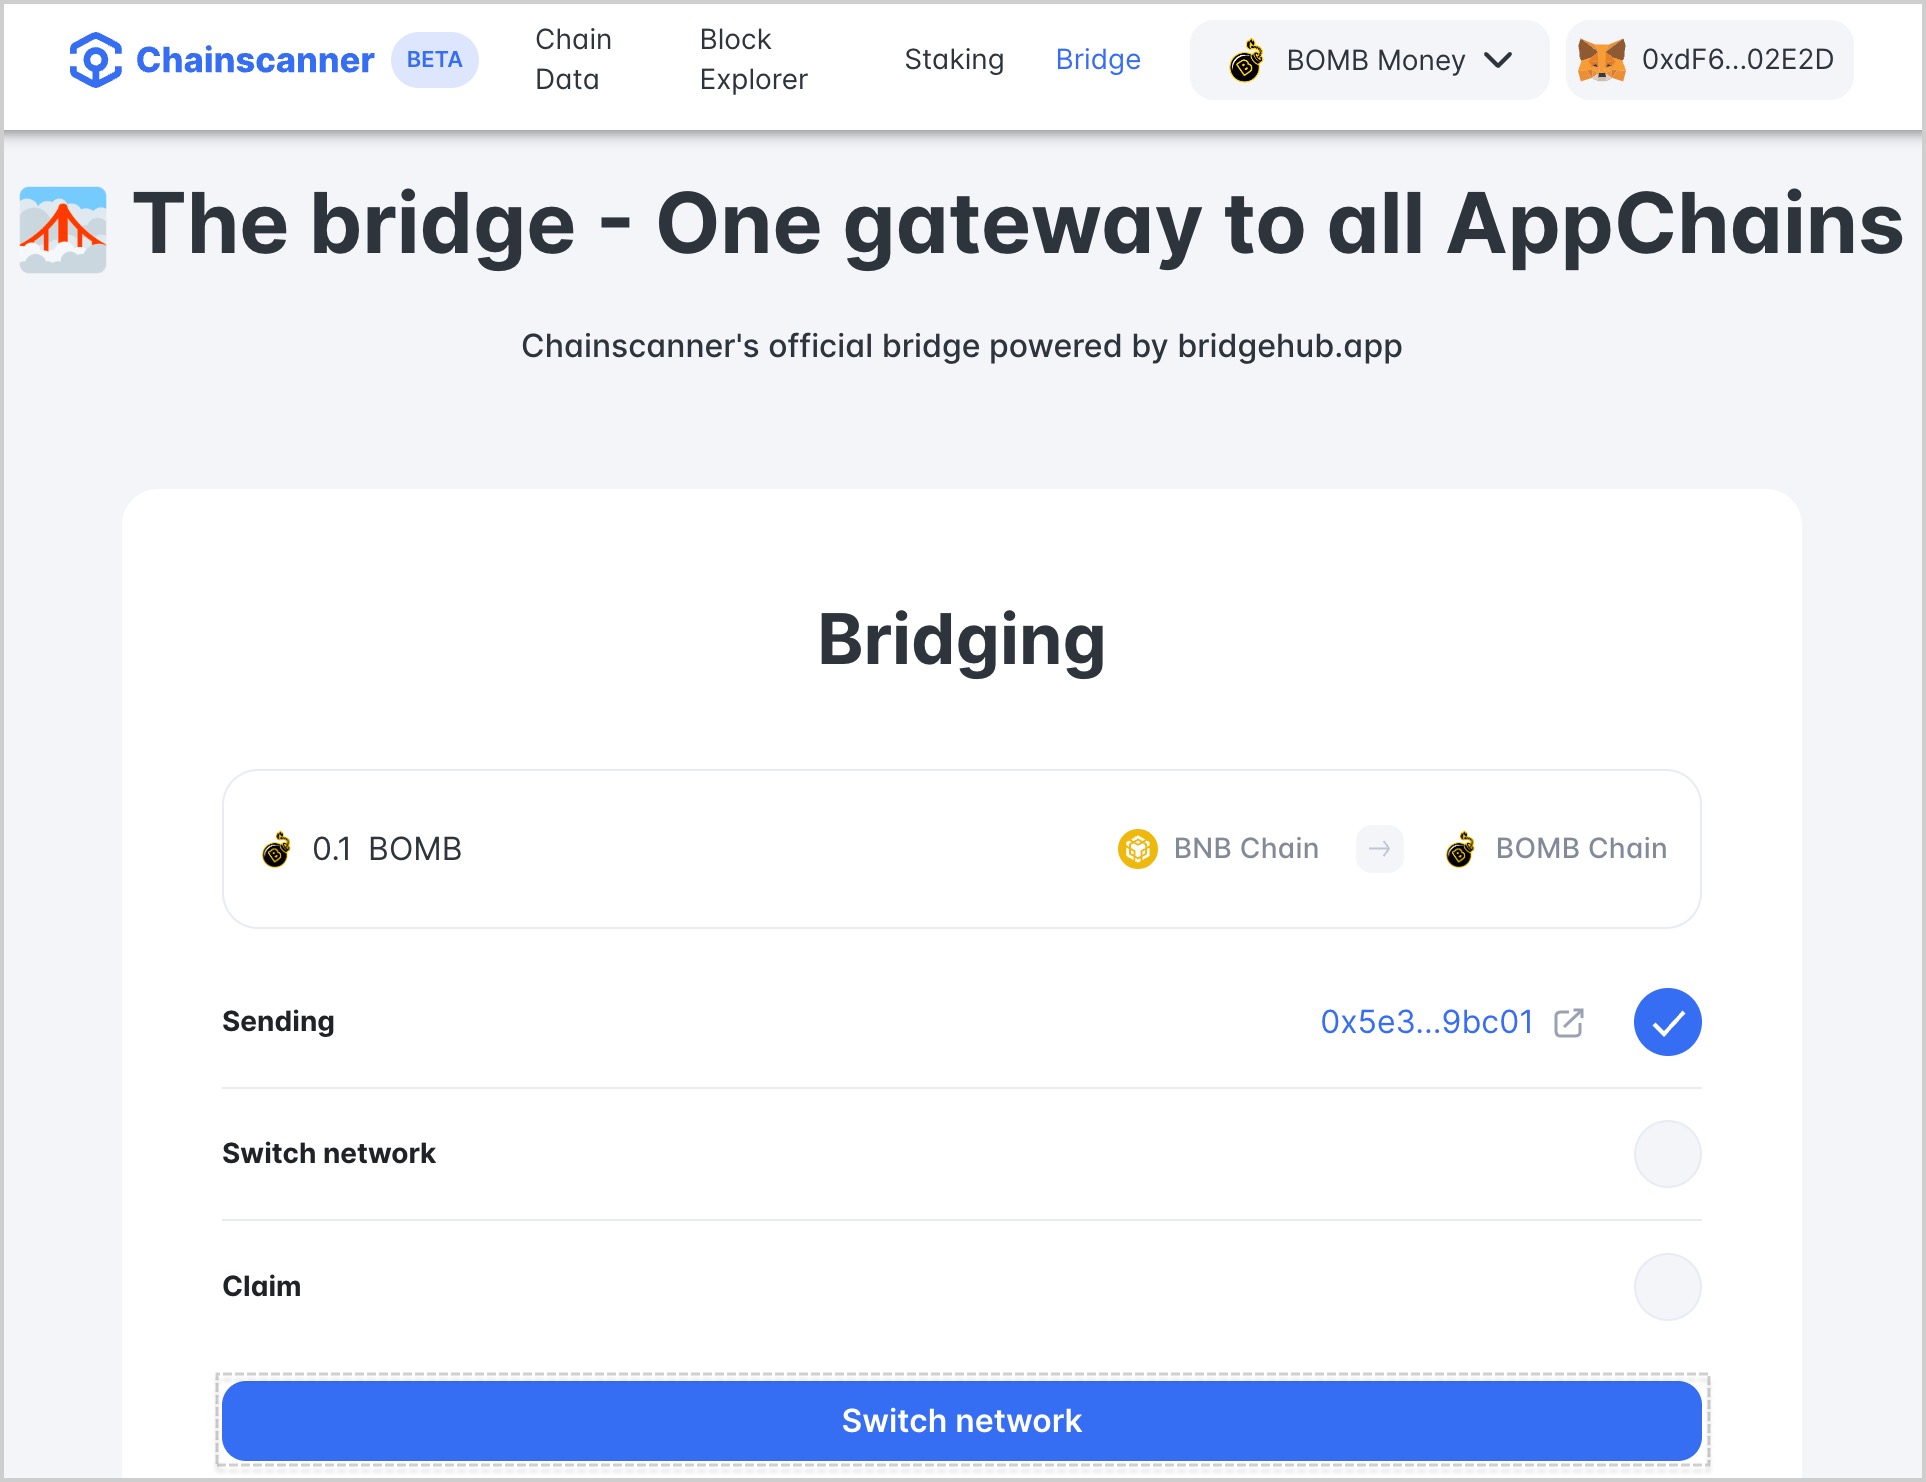 Chainscanner BETA
Chain Data
Block Explorer
Staking
Bridge
BOMB Money
0xdF6...02E2D
The bridge - One gateway to all AppChains
Chainscanner's official bridge powered by bridgehub.app
Bridging
0.1 BOMB BNB Chain → BOMB Chain
Sending 0x5e3...9bc01
Switch network
Claim
Switch network